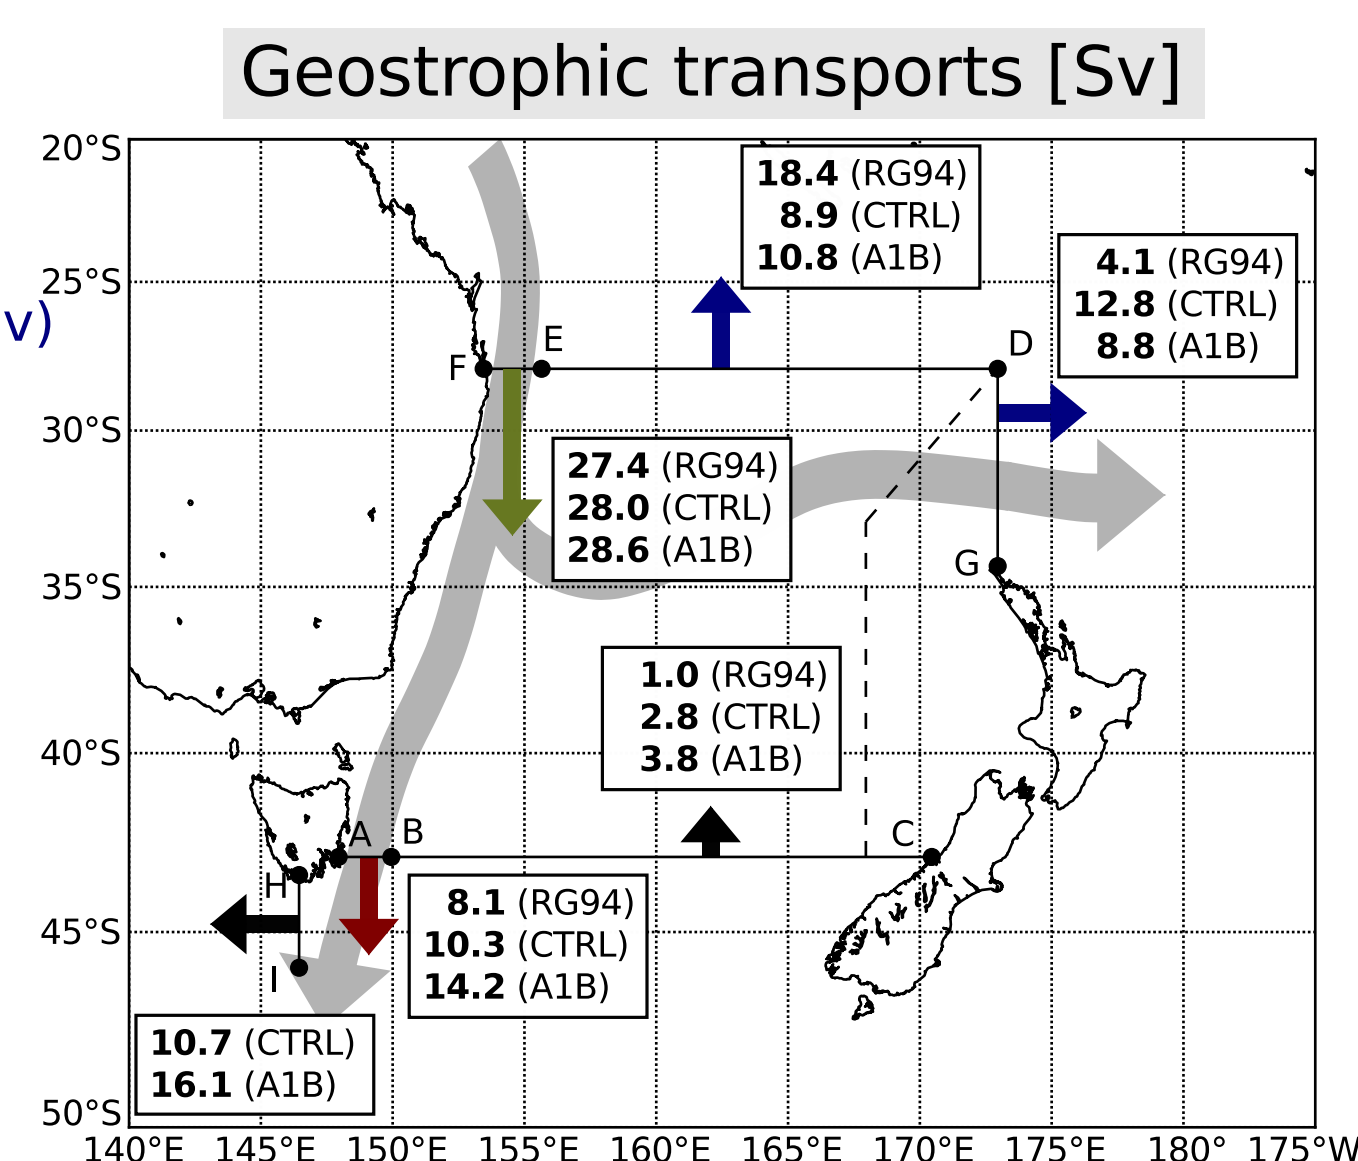 Geostrophic transports [Sv]
20°S
18.4 (RG94)
8.9 (CTRL)
10.8 (A1B)
4.1 (RG94)
12.8 (CTRL)
8.8 (A1B)
25°S
v)
F
E
D
30°S
27.4 (RG94)
28.0 (CTRL)
28.6 (A1B)
G
35°S
1.0 (RG94)
2.8 (CTRL)
3.8 (A1B)
40°S
A
B
C
H
8.1 (RG94)
10.3 (CTRL)
14.2 (A1B)
45°S
I
10.7 (CTRL)
16.1 (A1B)
50°S
140°E 145°E 150°E 155°E 160°E 165°E 170°E 175°E 180° 175°W